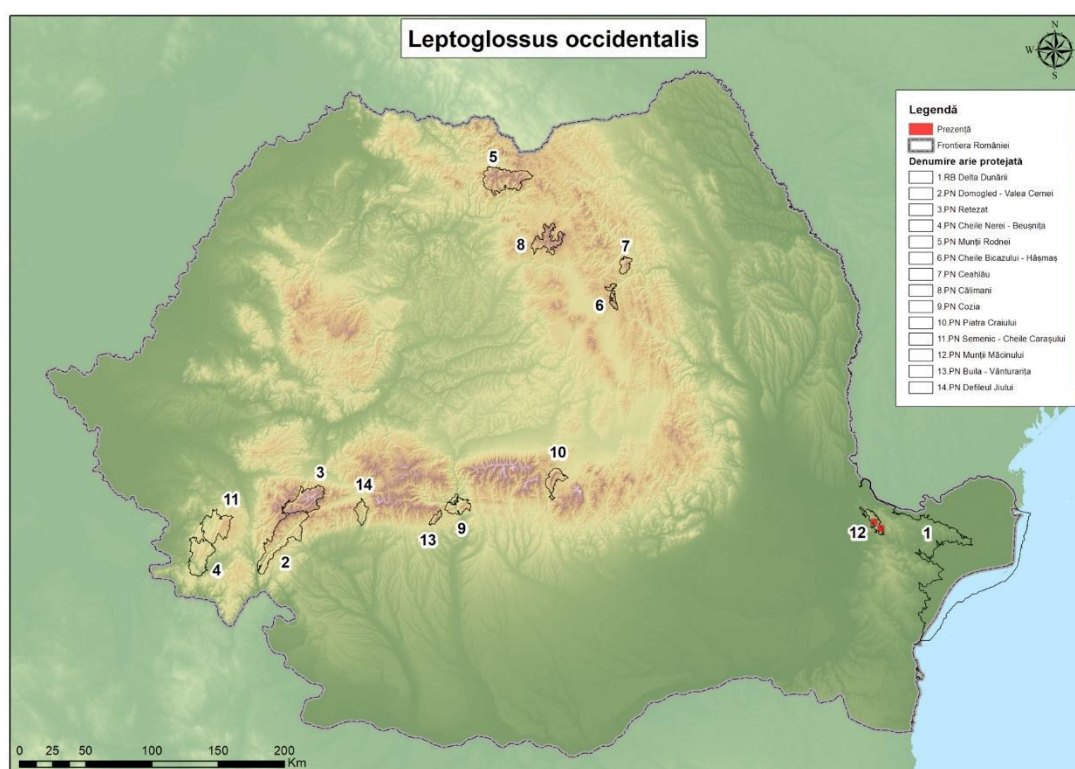 Leptoglossus occidentalis
N
W
E
S
Legendă
Prezență
Frontiera României
Denumire arie protejată
1.RB Delta Dunării
2.PN Domogled - Valea Cernei
3.PN Retezat
4.PN Cheile Nerei - Beușnița
5.PN Munții Rodnei
6.PN Cheile Bicazului - Hășmaș
7.PN Ceahlău
8.PN Călimani
9.PN Cozia
10.PN Piatra Craiului
11.PN Semenic - Cheile Carașului
12.PN Munții Măcinului
13.PN Buila - Vânturarița
14.PN Defileul Jiului
5
8
7
6
10
3
14
11
13
9
12
1
4
2
0 25 50 100 150 200
Km